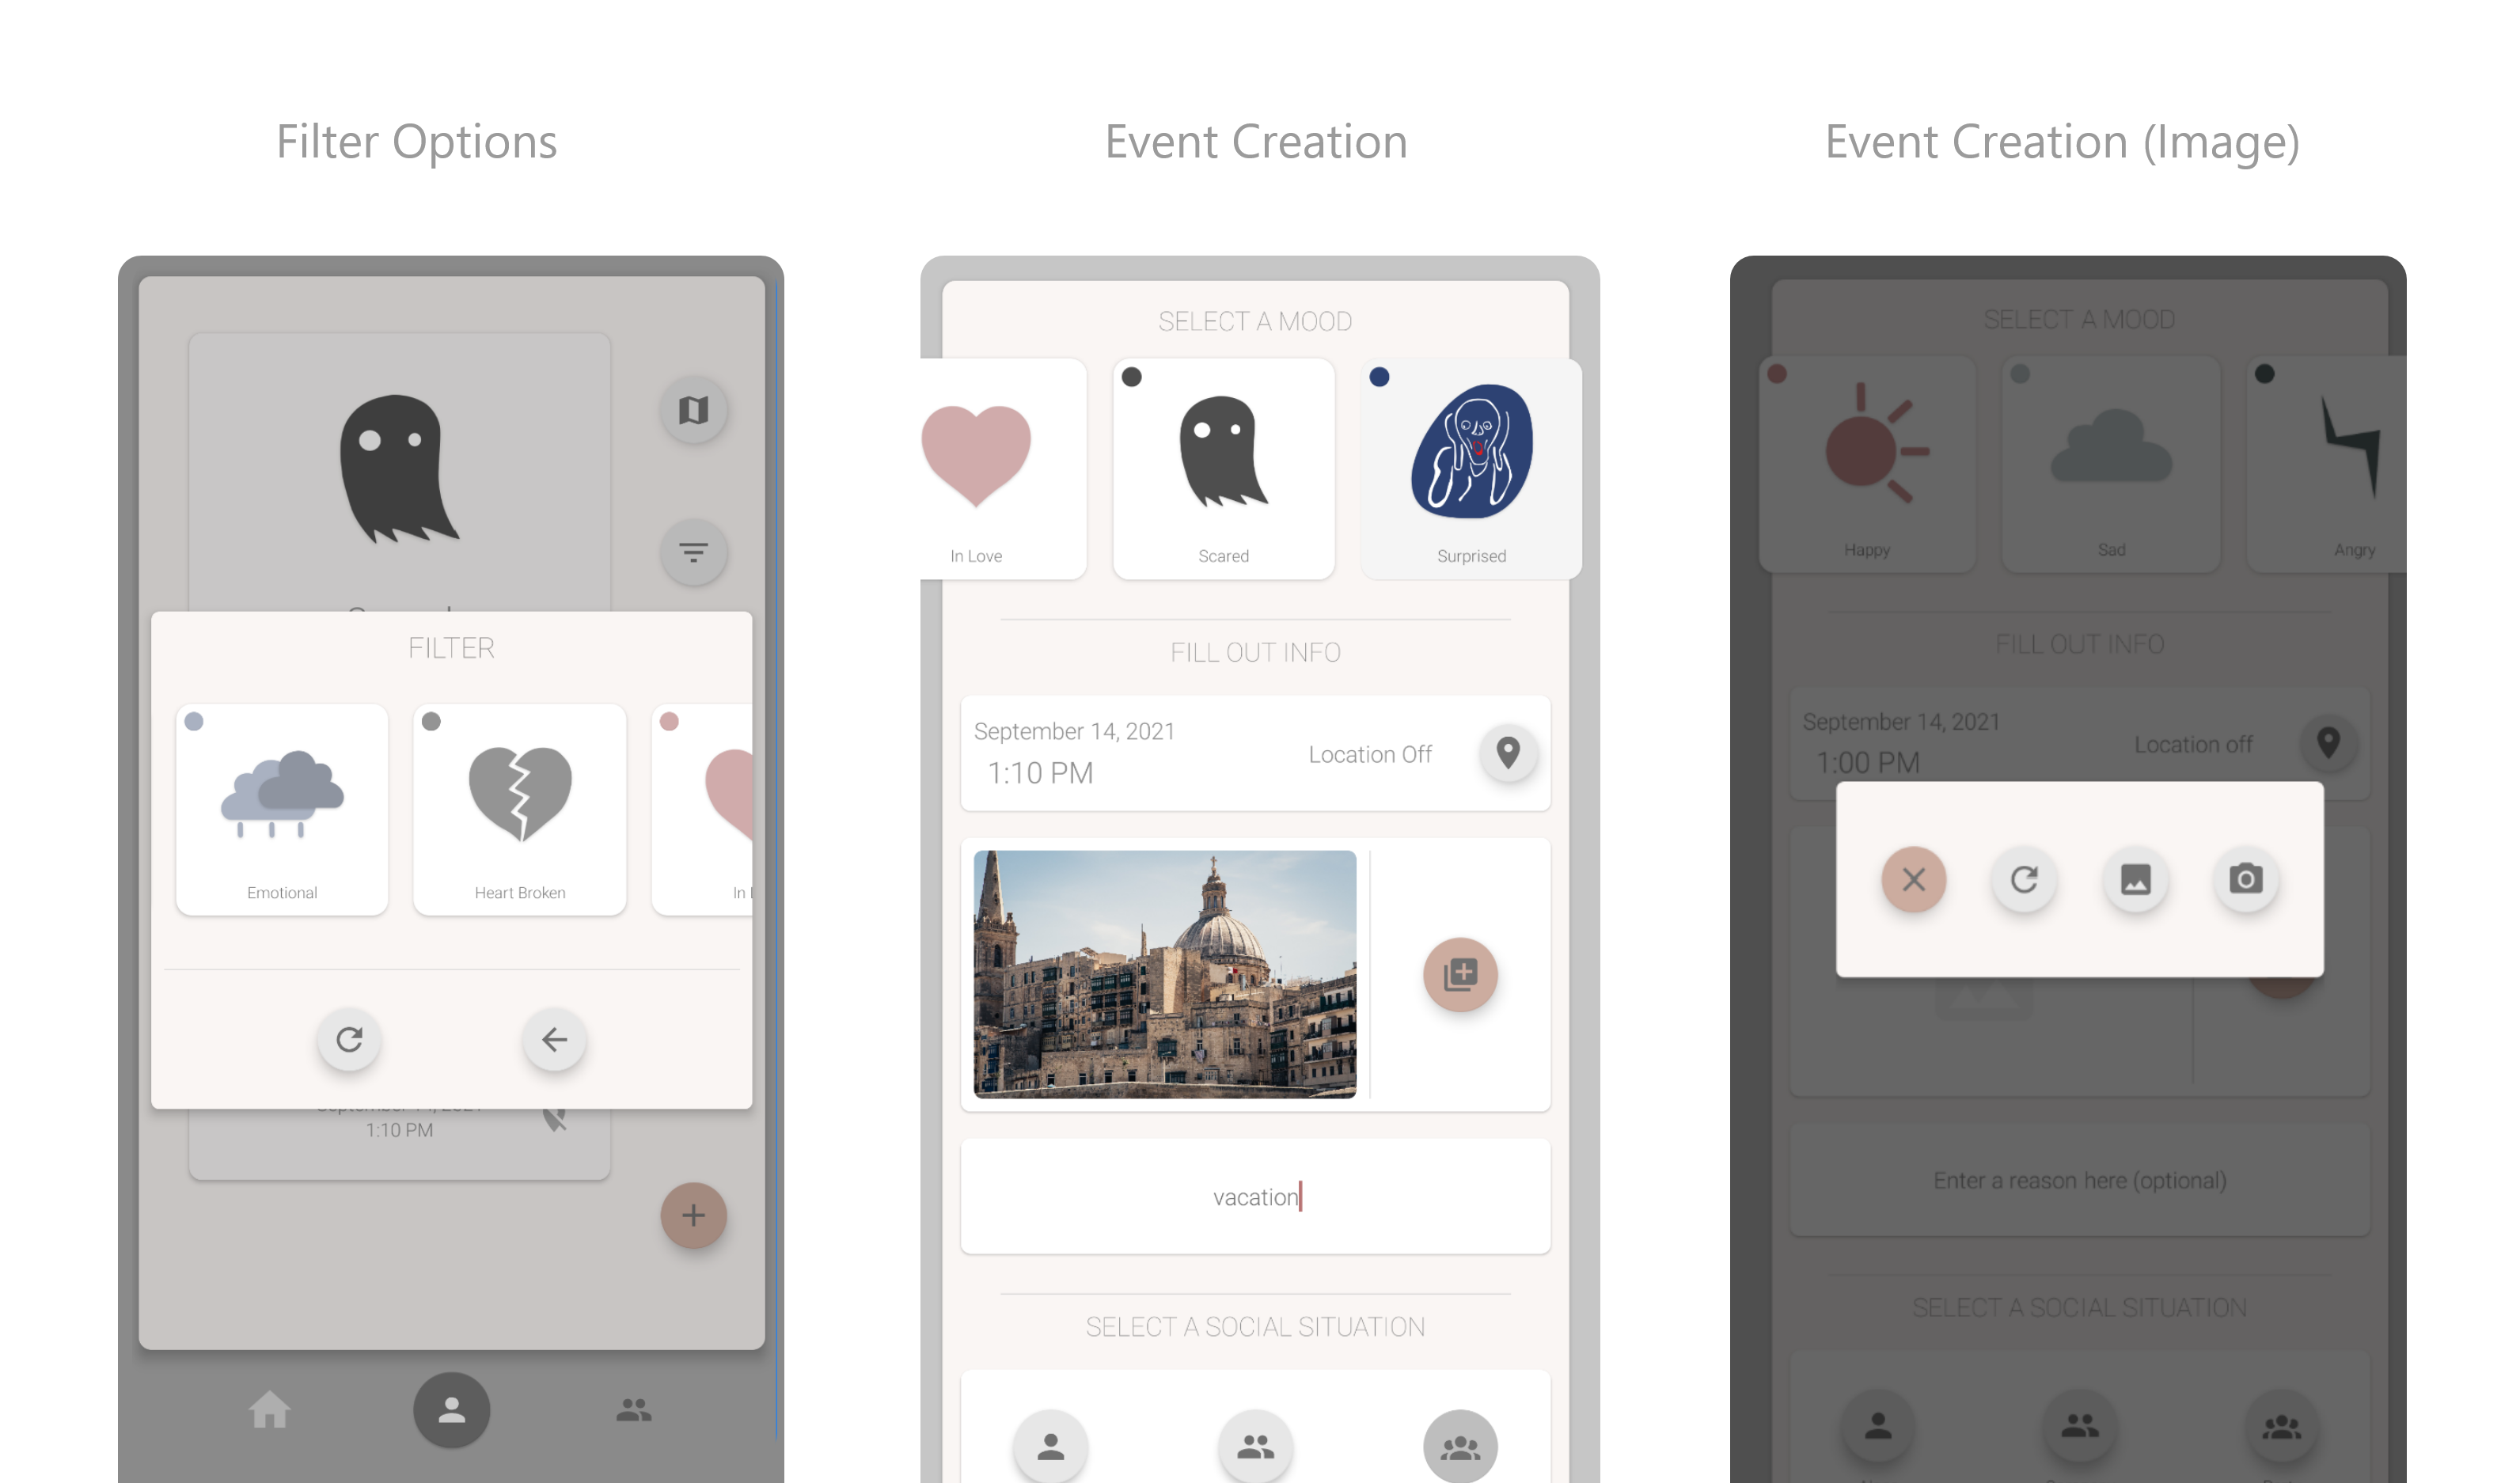 Filter Options
FILTER
Emotional
Heart Broken
In
1:10 PM
Event Creation
SELECT A MOOD
In Love
Scared
Surprised
FILL OUT INFO
September 14, 2021
1:10 PM
Location Off
vacation
SELECT A SOCIAL SITUATION
Event Creation (Image)
SELECT A MOOD
Happy
Sad
Angry
FILL OUT INFO
September 14, 2021
1:00 PM
Location off
Enter a reason here (optional)
SELECT A SOCIAL SITUATION